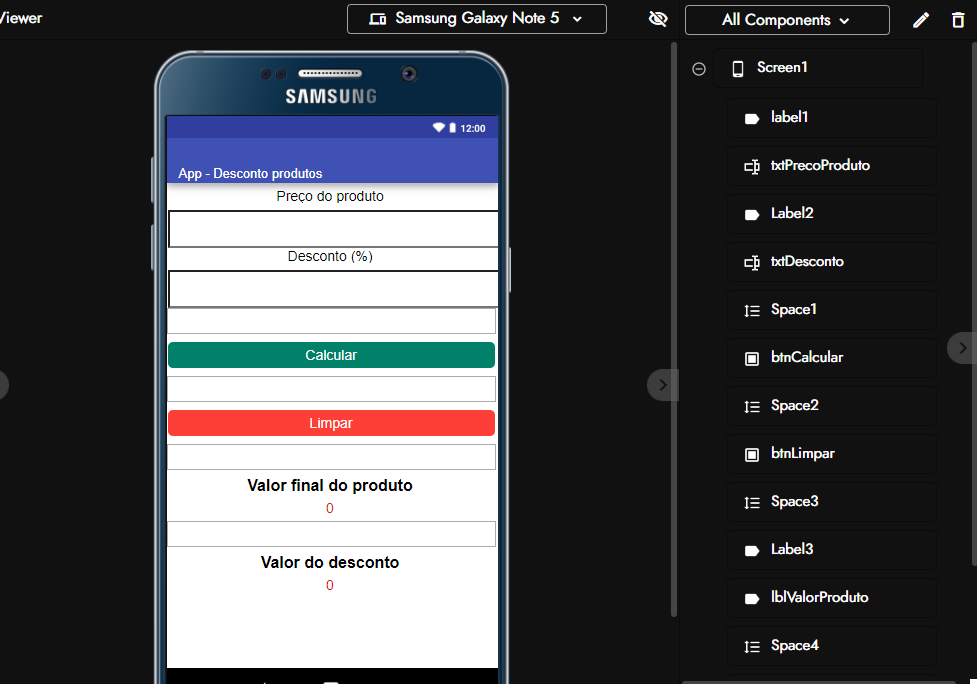 Viewer
Samsung Galaxy Note 5
All Components
SAMSUNG
12:00
App - Desconto produtos
Preço do produto
Desconto (%)
Calcular
Limpar
Valor final do produto
0
Valor do desconto
0
Screen1
label1
txtPrecoProduto
Label2
txtDesconto
Space1
btnCalcular
Space2
btnLimpar
Space3
Label3
lblValorProduto
Space4